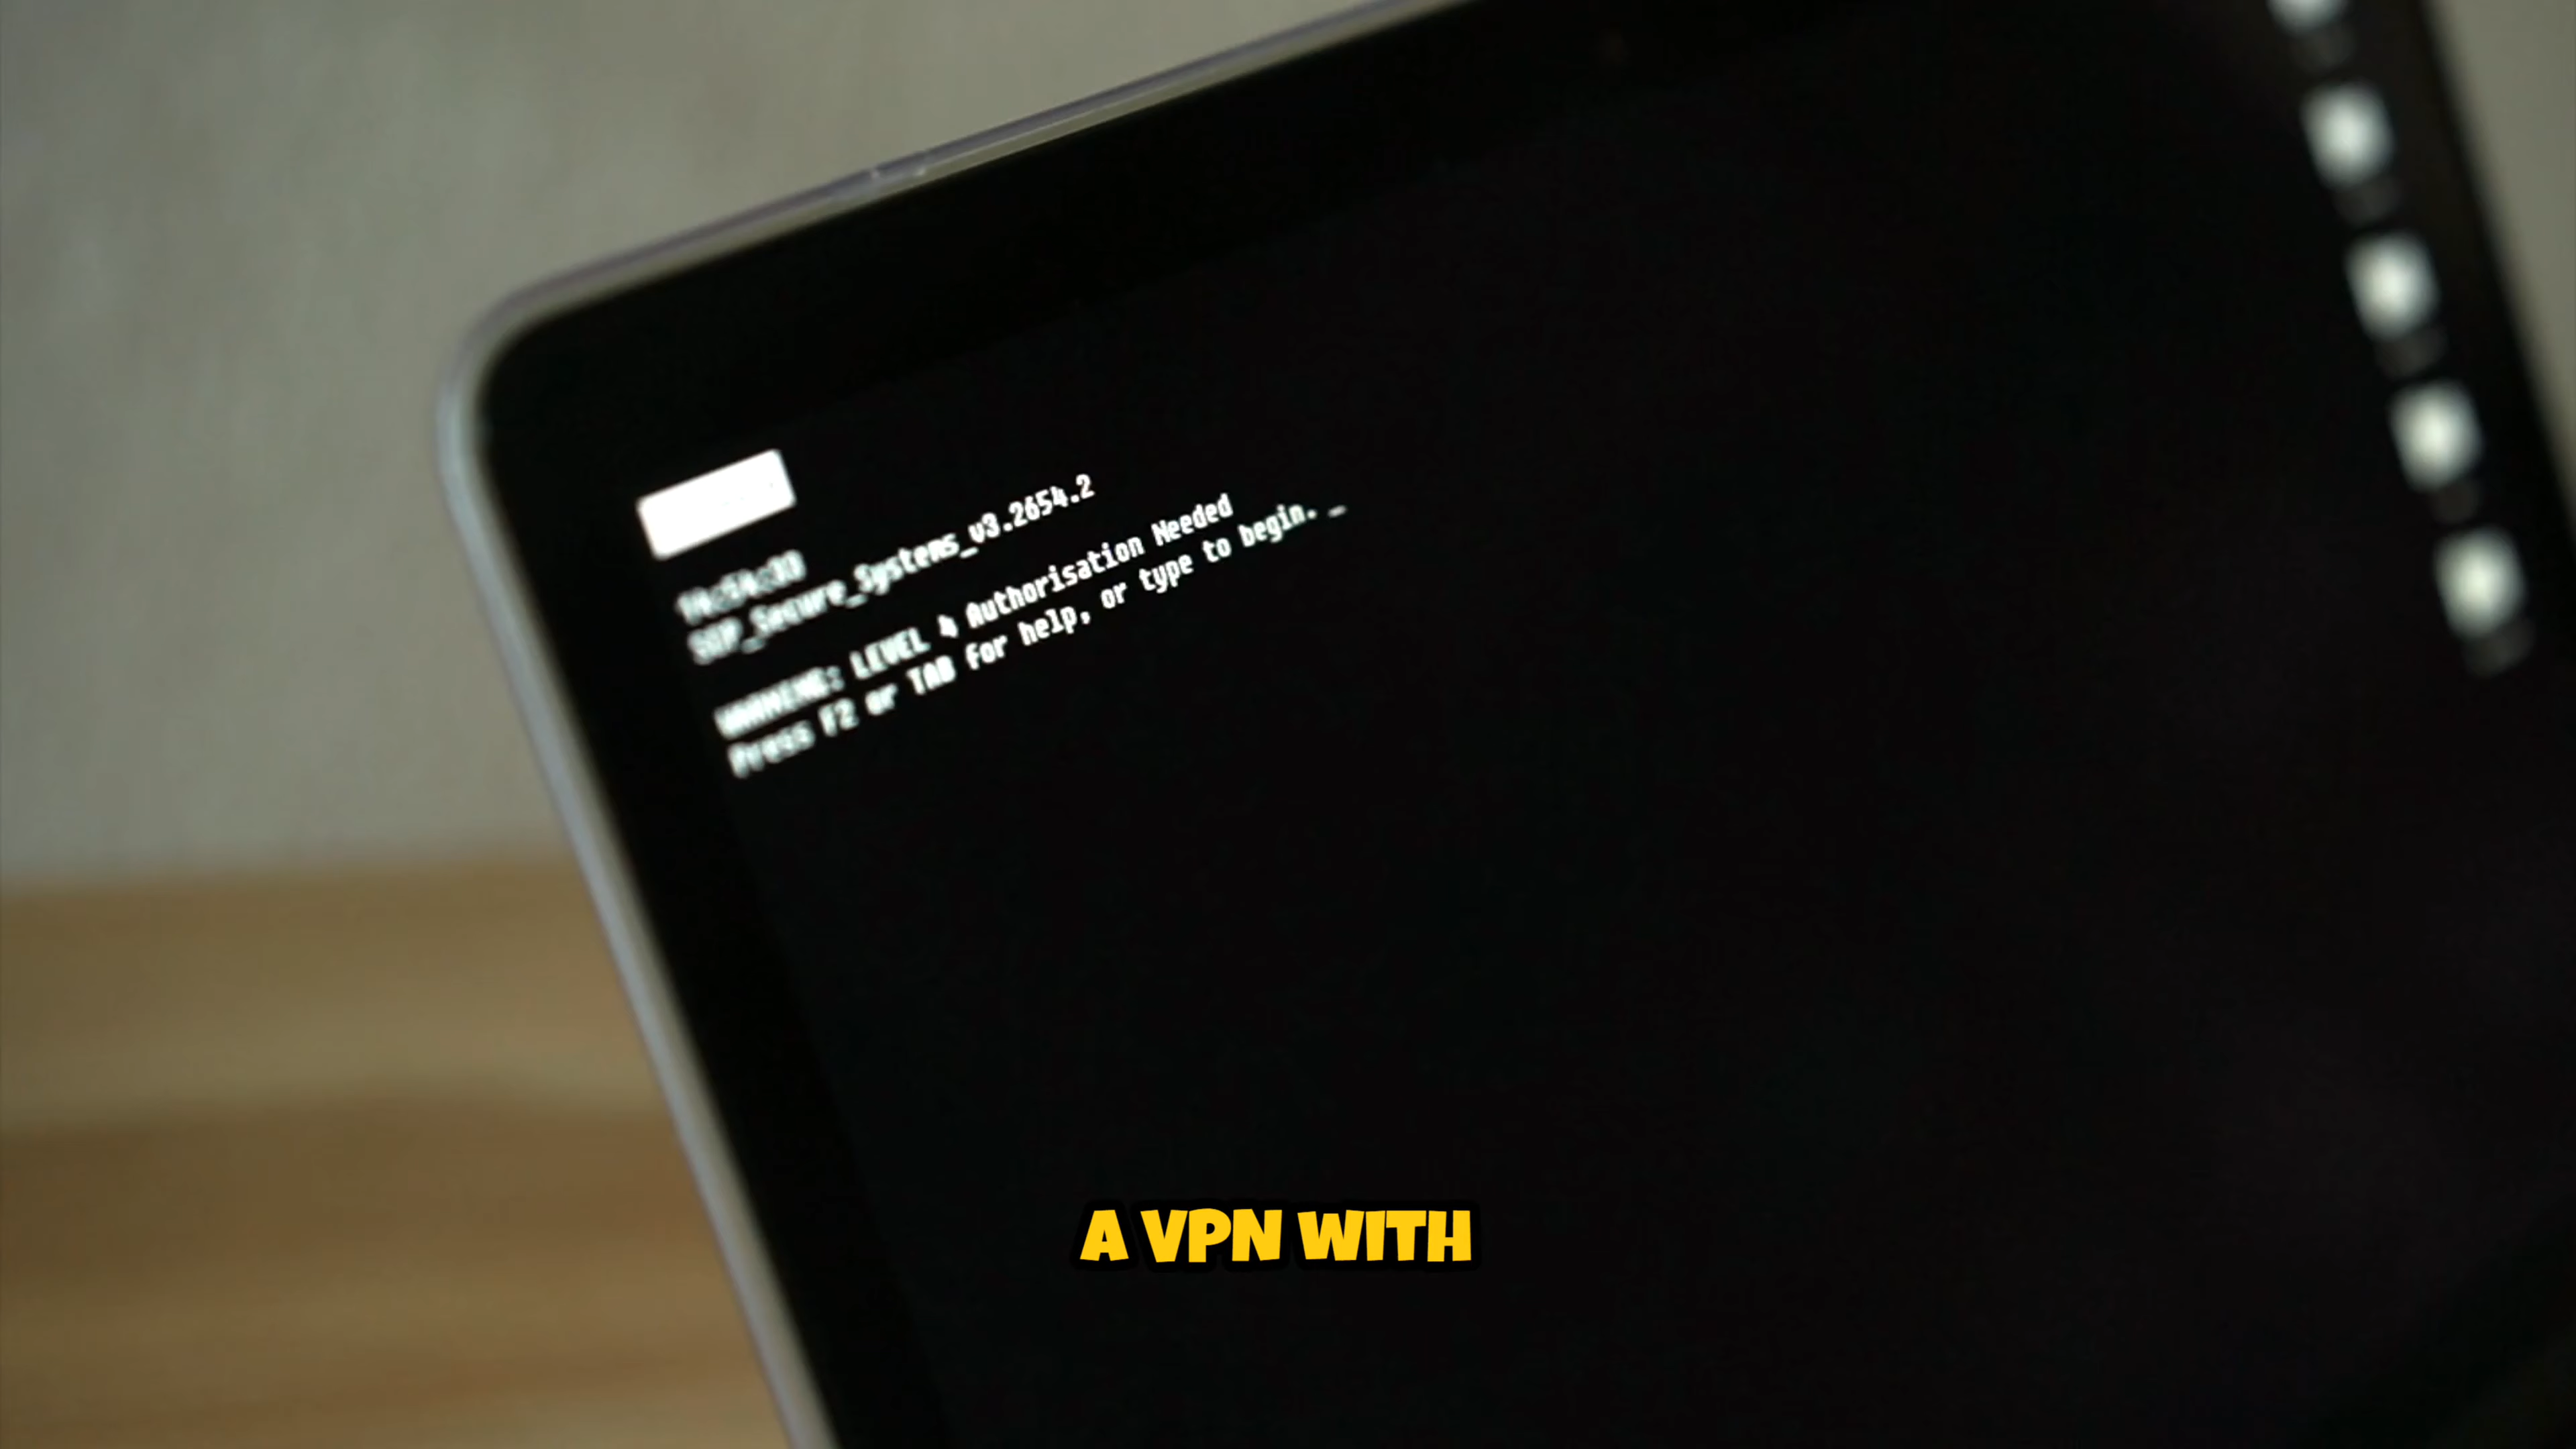 Secure_Systems_v3.2654.2
WARNING: LEVEL 4 Authorisation Needed
Press F2 or TAB for help, or type to begin. _
A VPN WITH